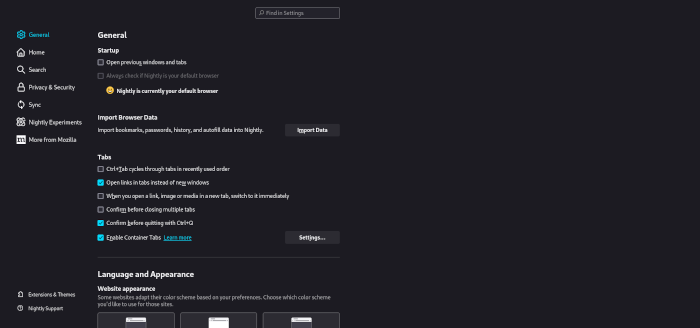 Find in Settings
General
Home
Search
Privacy & Security
Sync
Nightly Experiments
More from Mozilla
Extensions & Themes
Nightly Support
General
Startup
Open previous windows and tabs
Always check if Nightly is your default browser
Nightly is currently your default browser
Import Browser Data
Import bookmarks, passwords, history, and autofill data into Nightly.
Import Data
Tabs
Ctrl+Tab cycles through tabs in recently used order
Open links in tabs instead of new windows
When you open a link, image or media in a new tab, switch to it immediately
Confirm before closing multiple tabs
Confirm before quitting with Ctrl+Q
Enable Container Tabs Learn more
Settings...
Language and Appearance
Website appearance
Some websites adapt their color scheme based on your preferences. Choose which color scheme
you'd like to use for those sites.